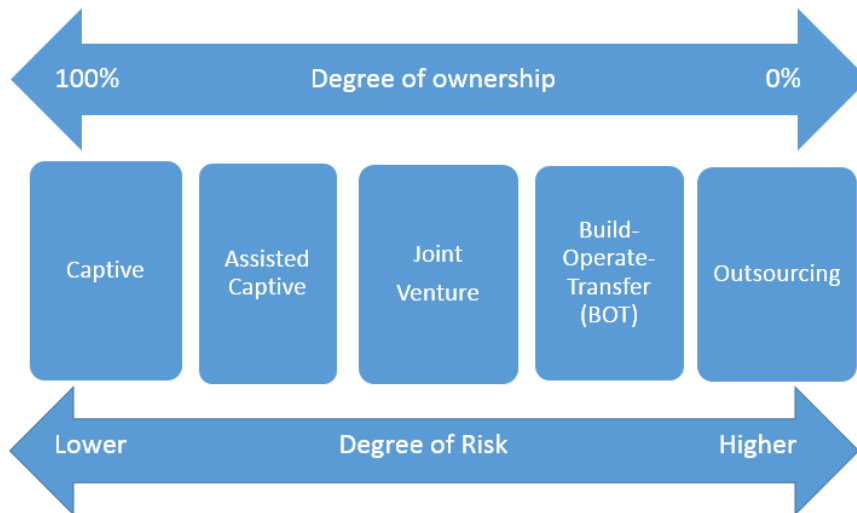 100% Degree of ownership 0%
Captive
Assisted
Captive
Joint
Venture
Build-
Operate-
Transfer
(BOT)
Outsourcing
Lower Degree of Risk Higher